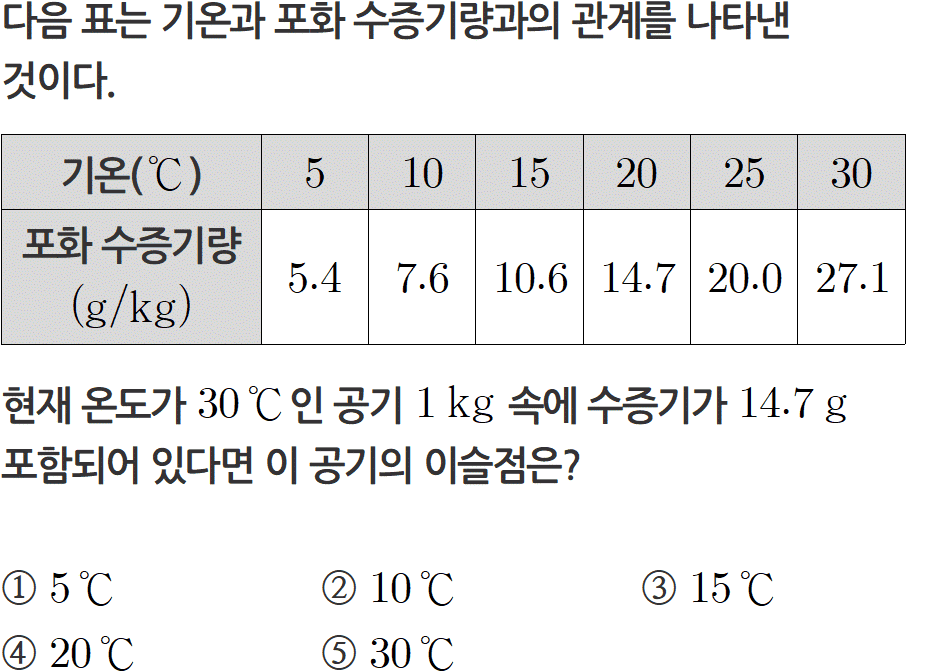 다음 표는 기온과 포화 수증기량과의 관계를 나타낸
것이다.
기온(℃) 5 10 15 20 25 30
포화 수증기량
(g/kg) 5.4 7.6 10.6 14.7 20.0 27.1
현재 온도가 30℃인 공기 1 kg 속에 수증기가 14.7 g
포함되어 있다면 이 공기의 이슬점은?
① 5℃ ② 10℃ ③ 15℃
④ 20℃ ⑤ 30℃